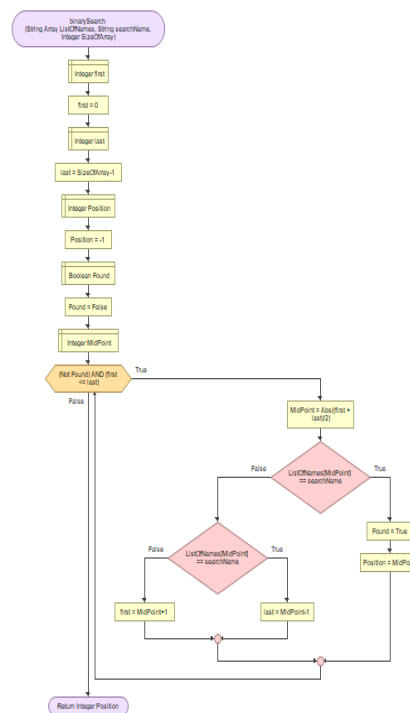 binarySearch
(String Array ListOfNames, String searchName,
Integer SizeOfArray)
Integer first
first = 0
Integer last
last = SizeOfArray-1
Integer Position
Position = -1
Boolean Found
Found = False
Integer MidPoint
(Not Found) AND (first
<= last)
True
False
MidPoint = Abs((first +
last)/2)
ListOfNames[MidPoint]
== searchName
False
True
Found = True
Position = MidPo
ListOfNames[MidPoint]
== searchName
False
True
first = MidPoint+1
last = MidPoint-1
Return Integer Position